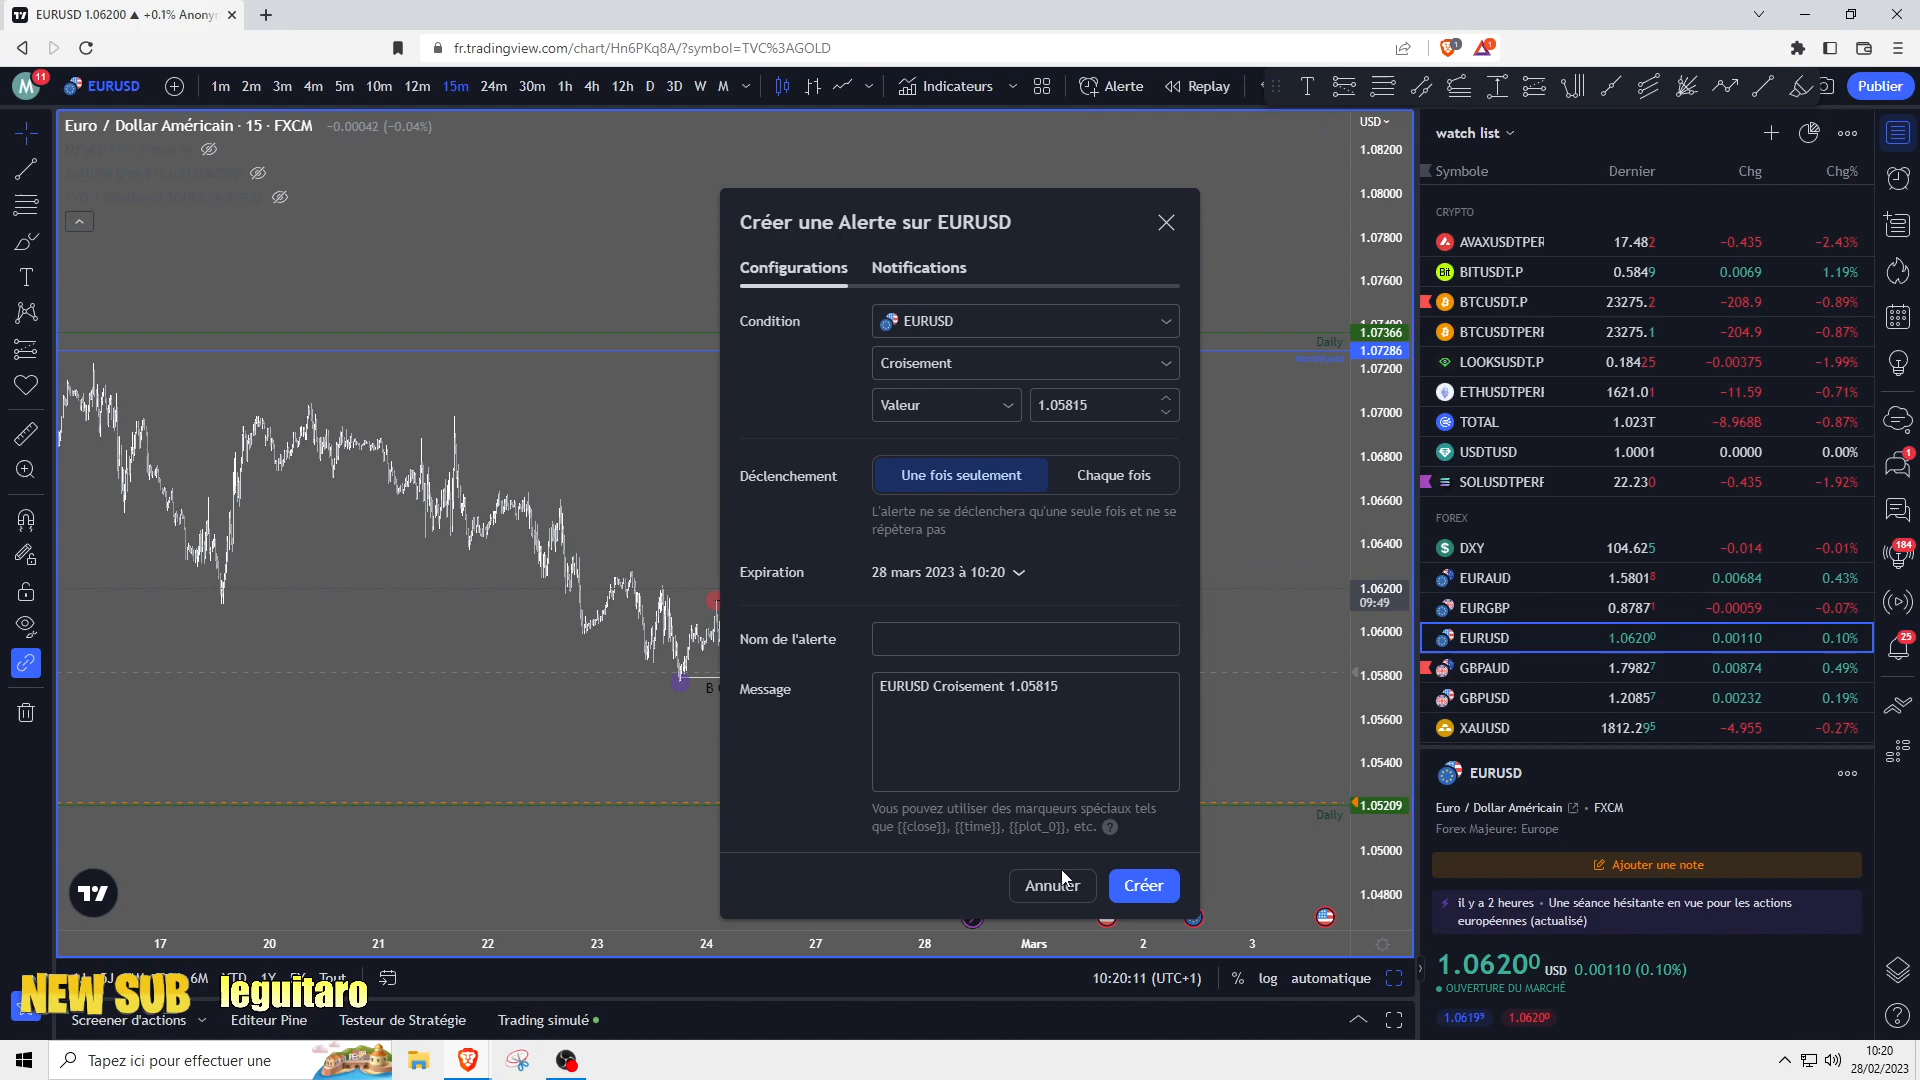 EURUSD 1.06200 ▲ +0.1% Anonym
fr.tradingview.com/chart/Hn6PKq8A/?symbol=TVC%3AGOLD
1
1
M
11
EURUSD
1m 2m 3m 4m 5m 10m 12m 15m 24m 30m 1h 4h 12h D 3D W M
Indicateurs
Alerte
Replay
Publier
Euro / Dollar Américain · 15 · FXCM −0.00042 (−0.04%)
USD
1.08200
1.08000
1.07800
1.07600
1.07366
Daily
1.07286
1.07200
1.07000
1.06800
1.06600
1.06400
1.06200
09:49
1.06000
1.05800
1.05600
1.05400
1.05209
Daily
1.05000
1.04800
Créer une Alerte sur EURUSD
Configurations Notifications
Condition
EURUSD
Croisement
Valeur
1.05815
Déclenchement
Une fois seulement
Chaque fois
L'alerte ne se déclenchera qu'une seule fois et ne se
répètera pas
Expiration
28 mars 2023 à 10:20
Nom de l'alerte
Message
EURUSD Croisement 1.05815
Vous pouvez utiliser des marqueurs spéciaux tels
que {{close}}, {{time}}, {{plot_0}}, etc.
Annuler
Créer
B
17 20 21 22 23 24 27 28 Mars 2 3
6M YTD 1Y Tout
10:20:11 (UTC+1)
% log automatique
NEW SUB leguitaro
Screener d'actions
Editeur Pine
Testeur de Stratégie
Trading simulé
watch list
Symbole Dernier Chg Chg%
CRYPTO
AVAXUSDTPER 17.482 −0.435 −2.43%
BITUSDT.P 0.5849 0.0069 1.19%
BTCUSDT.P 23275.2 −208.9 −0.89%
BTCUSDTPERF 23275.1 −204.9 −0.87%
LOOKSUSDT.P 0.18425 −0.00375 −1.99%
ETHUSDTPERF 1621.01 −11.59 −0.71%
TOTAL 1.023T −8.968B −0.87%
USDTUSD 1.0001 0.0000 0.00%
SOLUSDTPERF 22.230 −0.435 −1.92%
FOREX
DXY 104.625 −0.014 −0.01%
EURAUD 1.58018 0.00684 0.43%
EURGBP 0.87871 −0.00059 −0.07%
EURUSD 1.06200 0.00110 0.10%
GBPAUD 1.79827 0.00874 0.49%
GBPUSD 1.20857 0.00232 0.19%
XAUUSD 1812.295 −4.955 −0.27%
EURUSD
Euro / Dollar Américain • FXCM
Forex Majeure: Europe
Ajouter une note
il y a 2 heures • Une séance hésitante en vue pour les actions
européennes (actualisé)
1.06200 USD 0.00110 (0.10%)
OUVERTURE DU MARCHÉ
1.06199
1.06200
1
184
25
Tapez ici pour effectuer une
10:20
28/02/2023